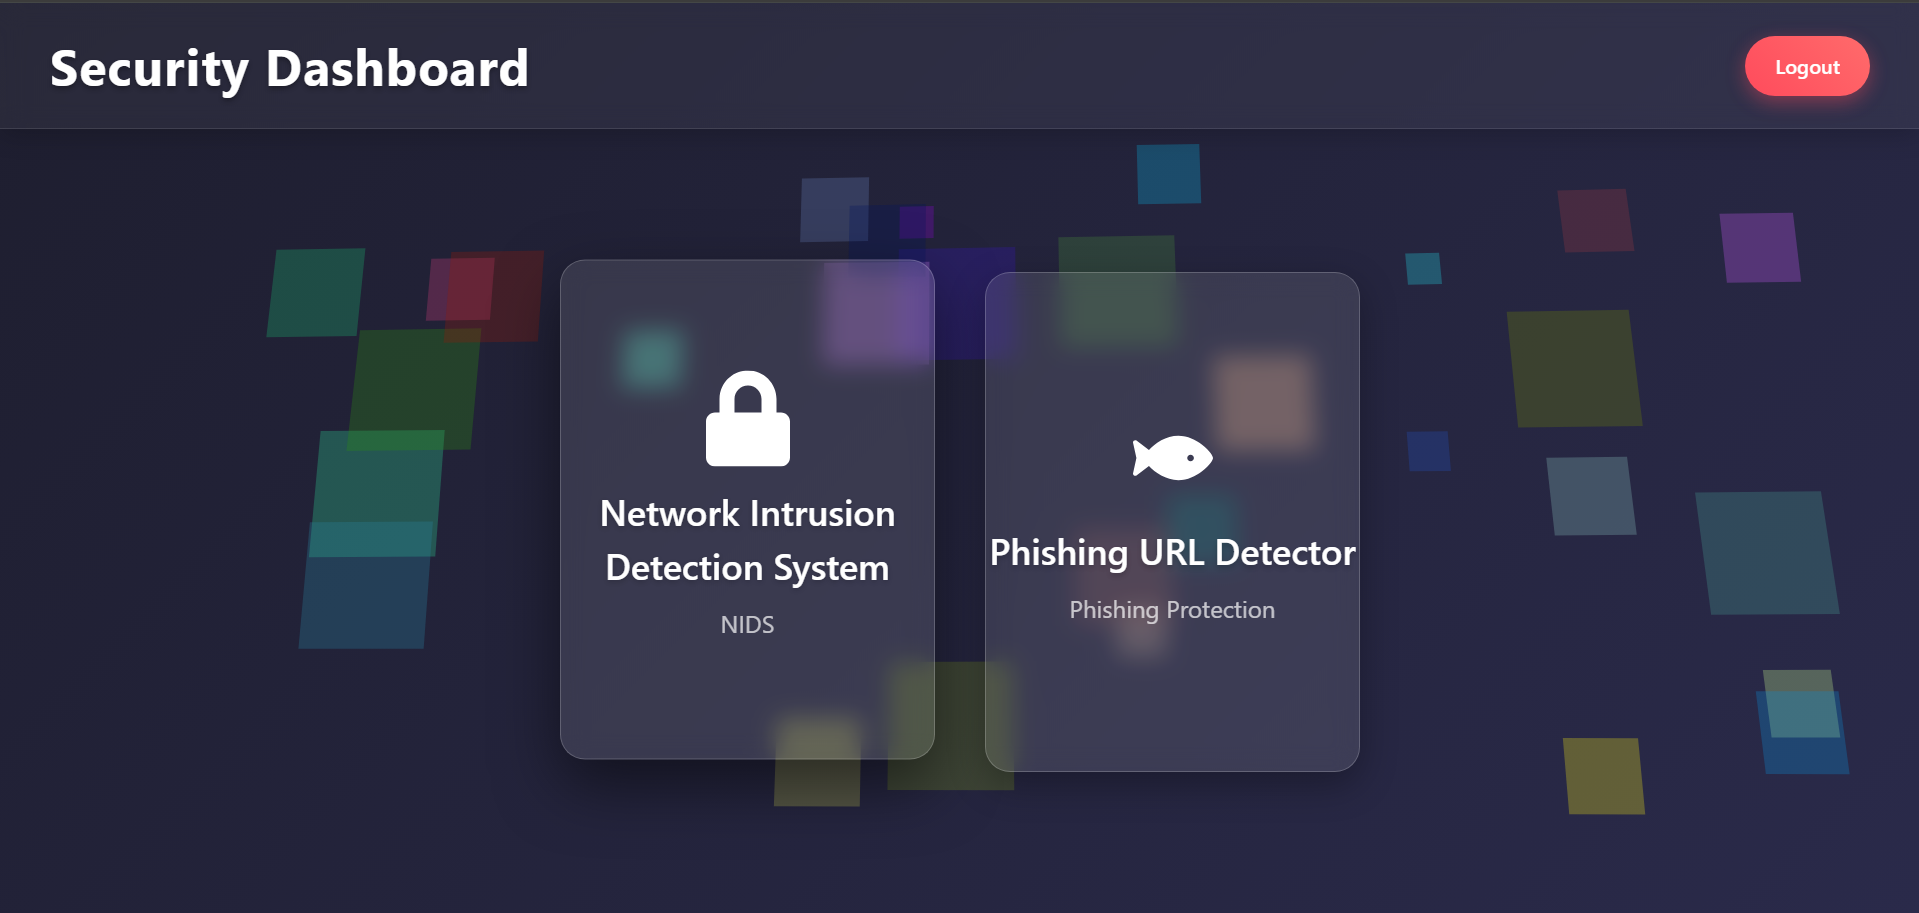 Security Dashboard
Logout
Network Intrusion
Detection System
NIDS
Phishing URL Detector
Phishing Protection